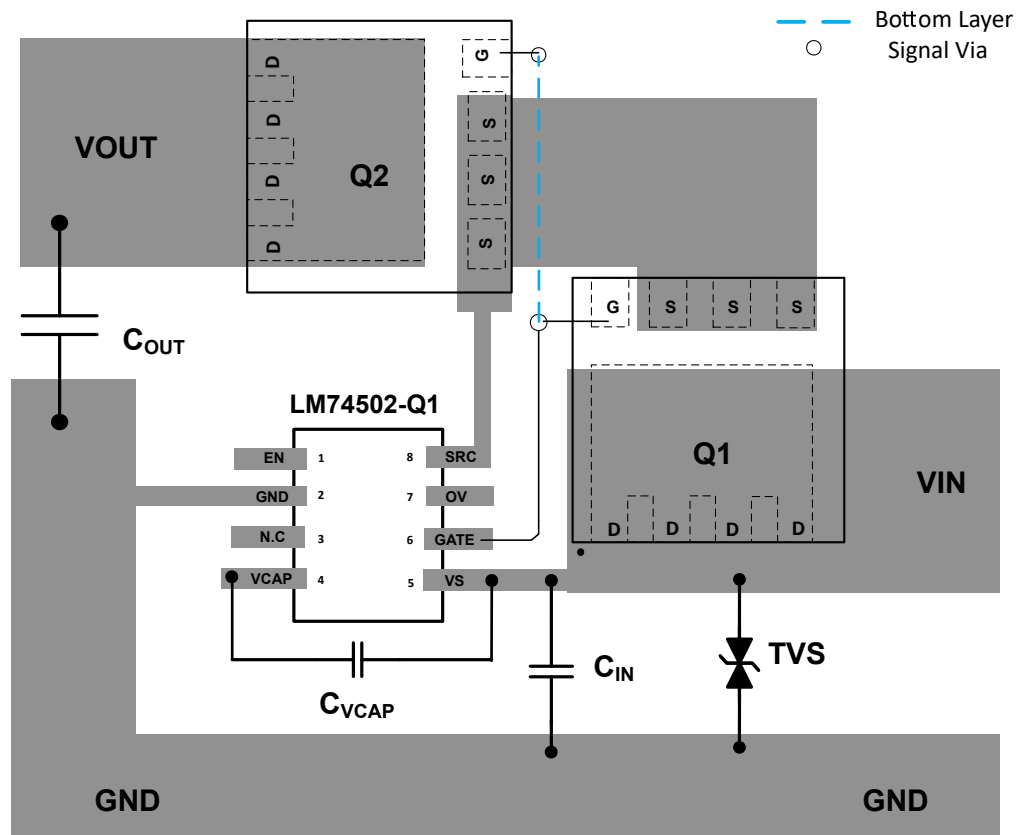 Bottom Layer
Signal Via
D
D
D
D
G
S
S
S
VOUT
Q2
G
S
S
S
COUT
LM74502-Q1
EN 1
8 SRC
GND 2
7 OV
N.C 3
6 GATE
VCAP 4
5 VS
Q1
VIN
D
D
D
D
CIN
TVS
CVCAP
GND
GND